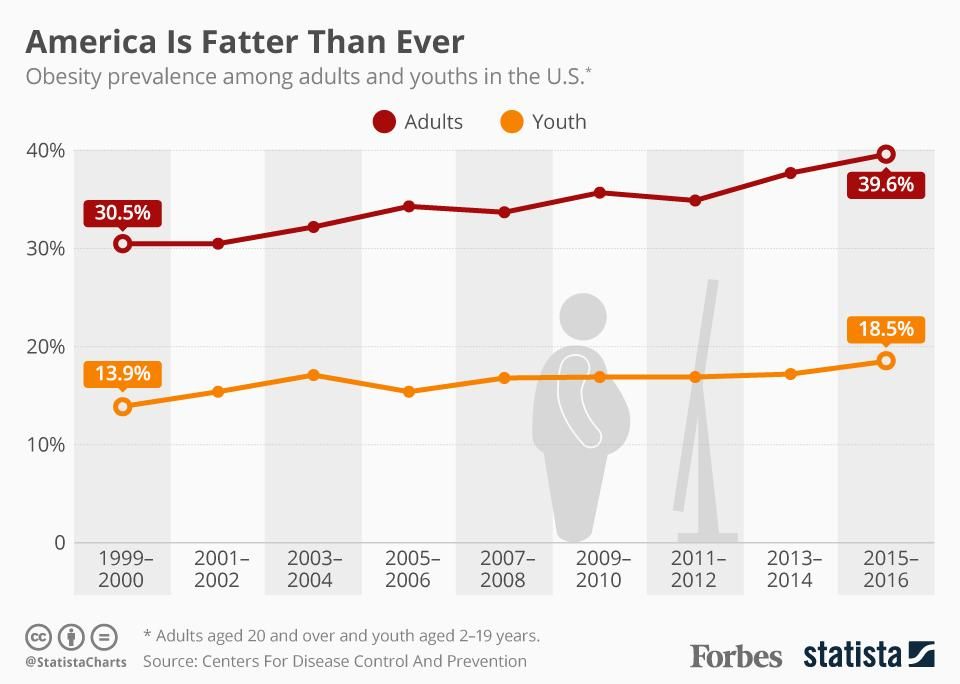 America Is Fatter Than Ever
Obesity prevalence among adults and youths in the U.S.*
Adults Youth
40%
39.6%
30.5%
30%
20%
18.5%
13.9%
10%
0
1999– 2001– 2003– 2005– 2007– 2009– 2011– 2013– 2015–
2000 2002 2004 2006 2008 2010 2012 2014 2016
cc
@StatistaCharts
* Adults aged 20 and over and youth aged 2–19 years.
Source: Centers For Disease Control And Prevention
Forbes statista